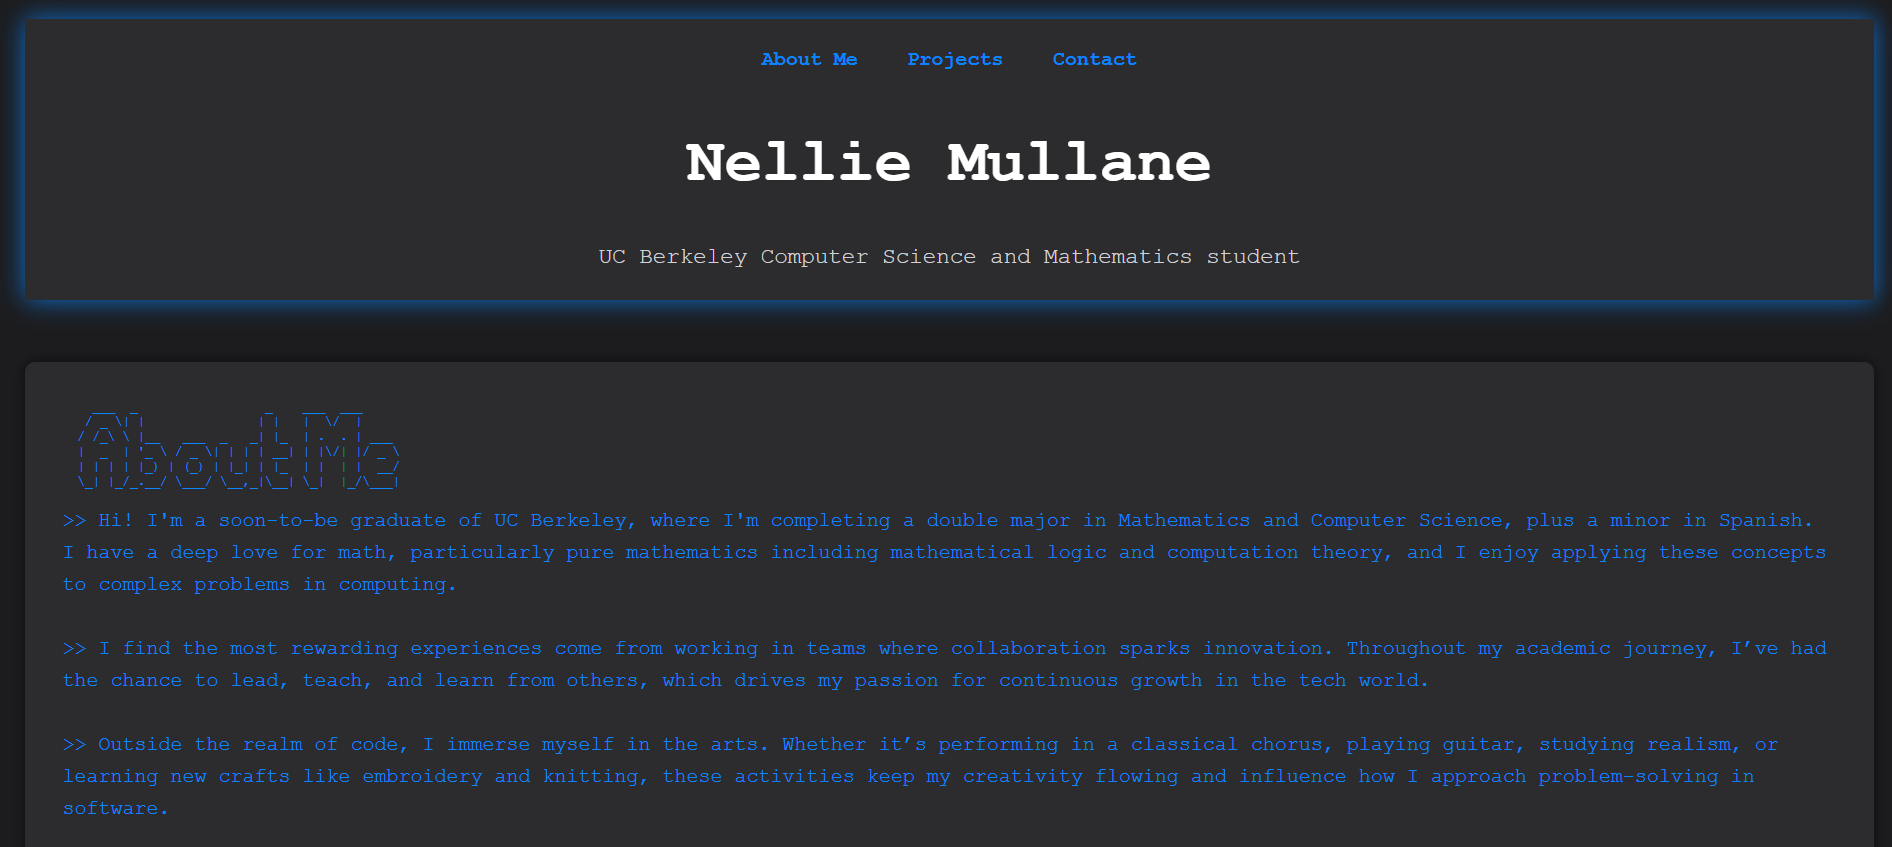 About Me Projects Contact
Nellie Mullane
UC Berkeley Computer Science and Mathematics student
About Me
>> Hi! I'm a soon-to-be graduate of UC Berkeley, where I'm completing a double major in Mathematics and Computer Science, plus a minor in Spanish.
I have a deep love for math, particularly pure mathematics including mathematical logic and computation theory, and I enjoy applying these concepts
to complex problems in computing.
>> I find the most rewarding experiences come from working in teams where collaboration sparks innovation. Throughout my academic journey, I’ve had
the chance to lead, teach, and learn from others, which drives my passion for continuous growth in the tech world.
>> Outside the realm of code, I immerse myself in the arts. Whether it’s performing in a classical chorus, playing guitar, studying realism, or
learning new crafts like embroidery and knitting, these activities keep my creativity flowing and influence how I approach problem-solving in
software.